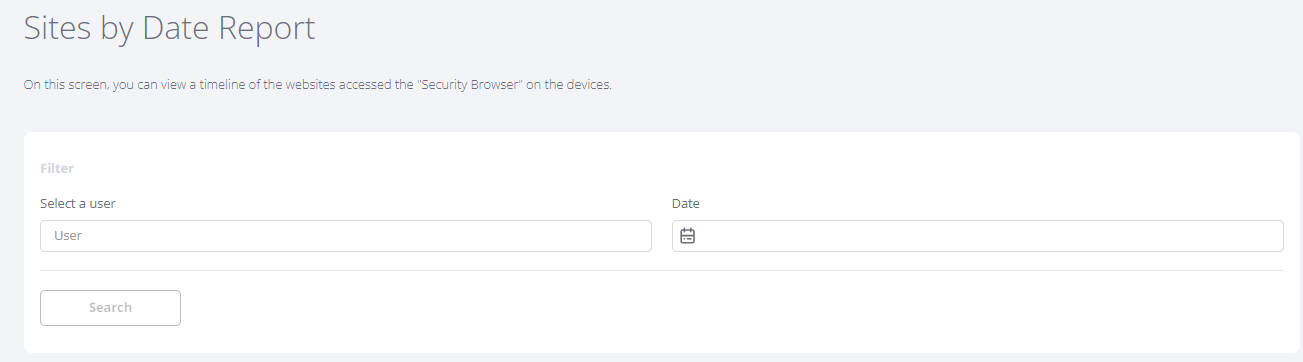 Sites by Date Report
On this screen, you can view a timeline of the websites accessed the "Security Browser" on the devices.
Filter
Select a user
Date
User
Search